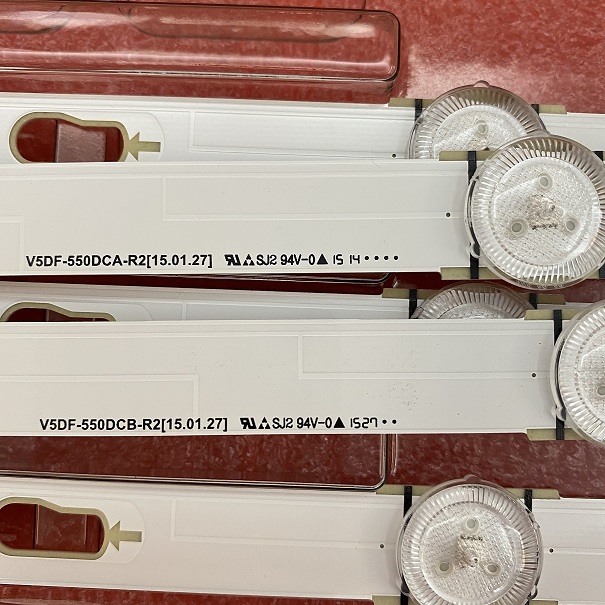 V5DF-550DCA-R2[15.01.27] SJ2 94V-0▲ 15 14 • • • •
V5DF-550DCB-R2[15.01.27] SJ2 94V-0▲ 1527 • •